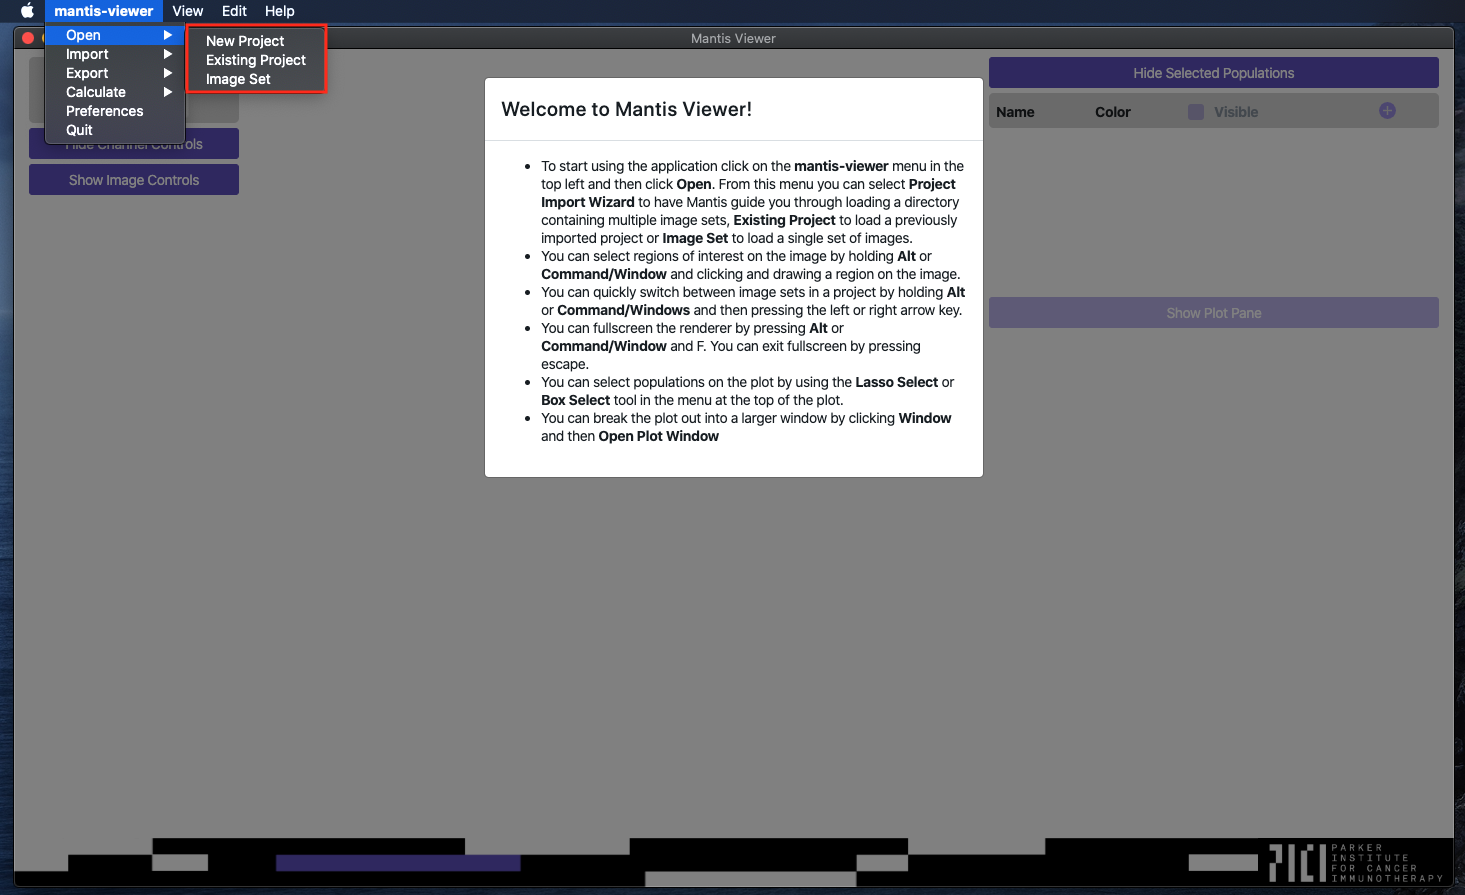 mantis-viewer View Edit Help
Open
Import
Export
Calculate
Preferences
Quit
New Project
Existing Project
Image Set
Mantis Viewer
Hide Channel Controls
Show Image Controls
Welcome to Mantis Viewer!
To start using the application click on the mantis-viewer menu in the
top left and then click Open. From this menu you can select Project
Import Wizard to have Mantis guide you through loading a directory
containing multiple image sets, Existing Project to load a previously
imported project or Image Set to load a single set of images.
You can select regions of interest on the image by holding Alt or
Command/Window and clicking and drawing a region on the image.
You can quickly switch between image sets in a project by holding Alt
or Command/Windows and then pressing the left or right arrow key.
You can fullscreen the renderer by pressing Alt or
Command/Window and F. You can exit fullscreen by pressing
escape.
You can select populations on the plot by using the Lasso Select or
Box Select tool in the menu at the top of the plot.
You can break the plot out into a larger window by clicking Window
and then Open Plot Window
Hide Selected Populations
Name Color Visible
Show Plot Pane
PICI
PARKER
INSTITUTE
FOR CANCER
IMMUNOTHERAPY